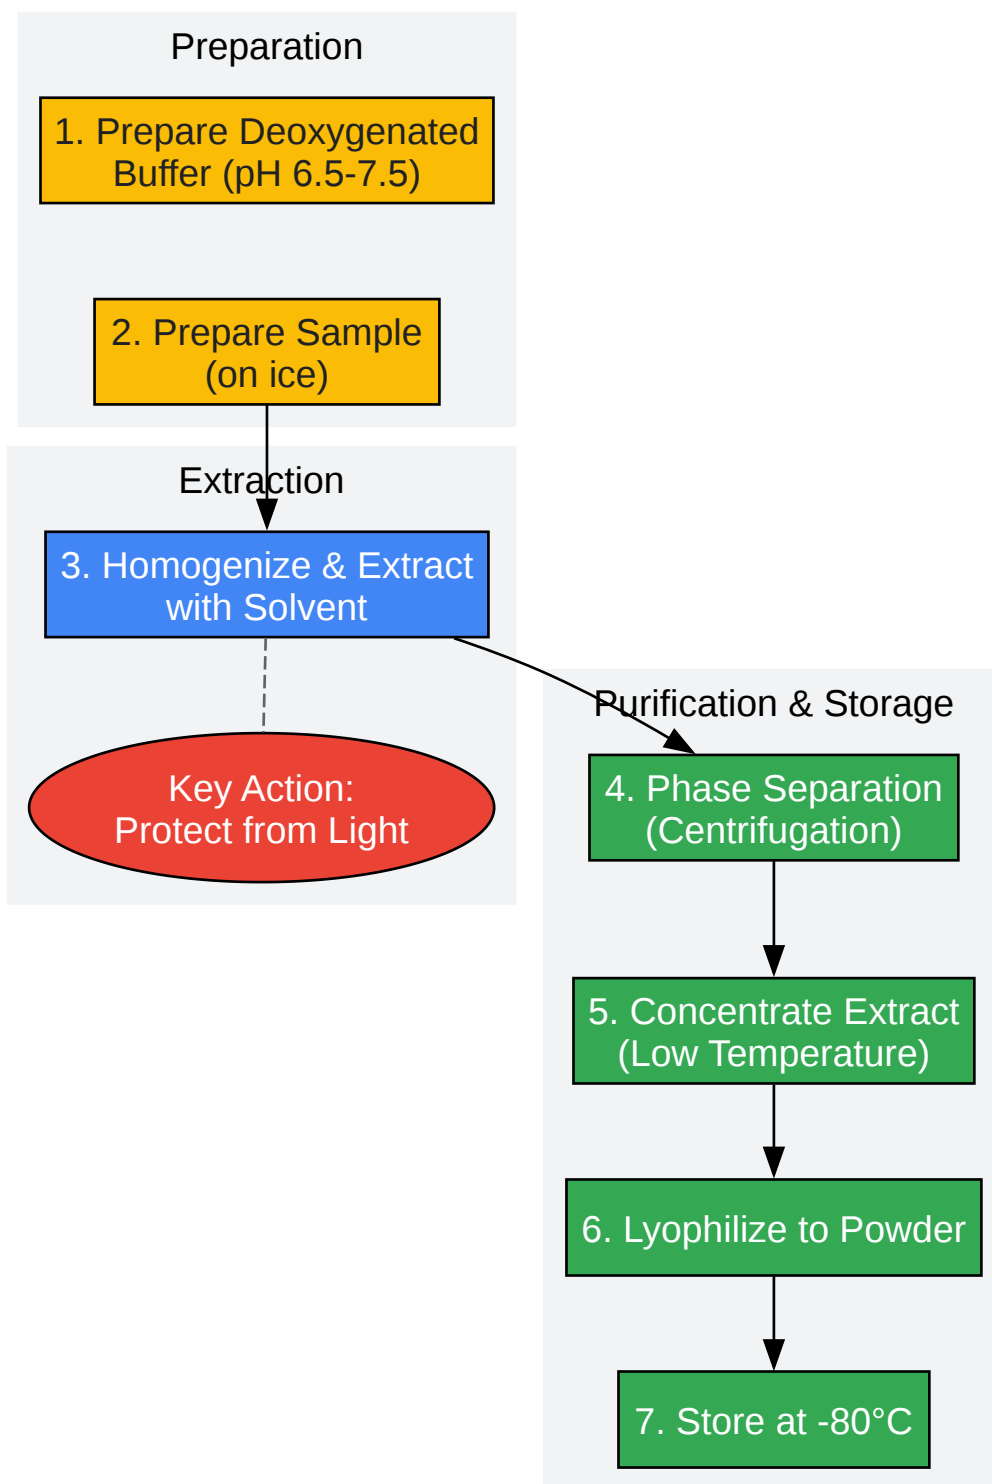 Preparation
1. Prepare Deoxygenated
Buffer (pH 6.5-7.5)
2. Prepare Sample
(on ice)
Extraction
3. Homogenize & Extract
with Solvent
Key Action:
Protect from Light
Purification & Storage
4. Phase Separation
(Centrifugation)
5. Concentrate Extract
(Low Temperature)
6. Lyophilize to Powder
7. Store at -80°C